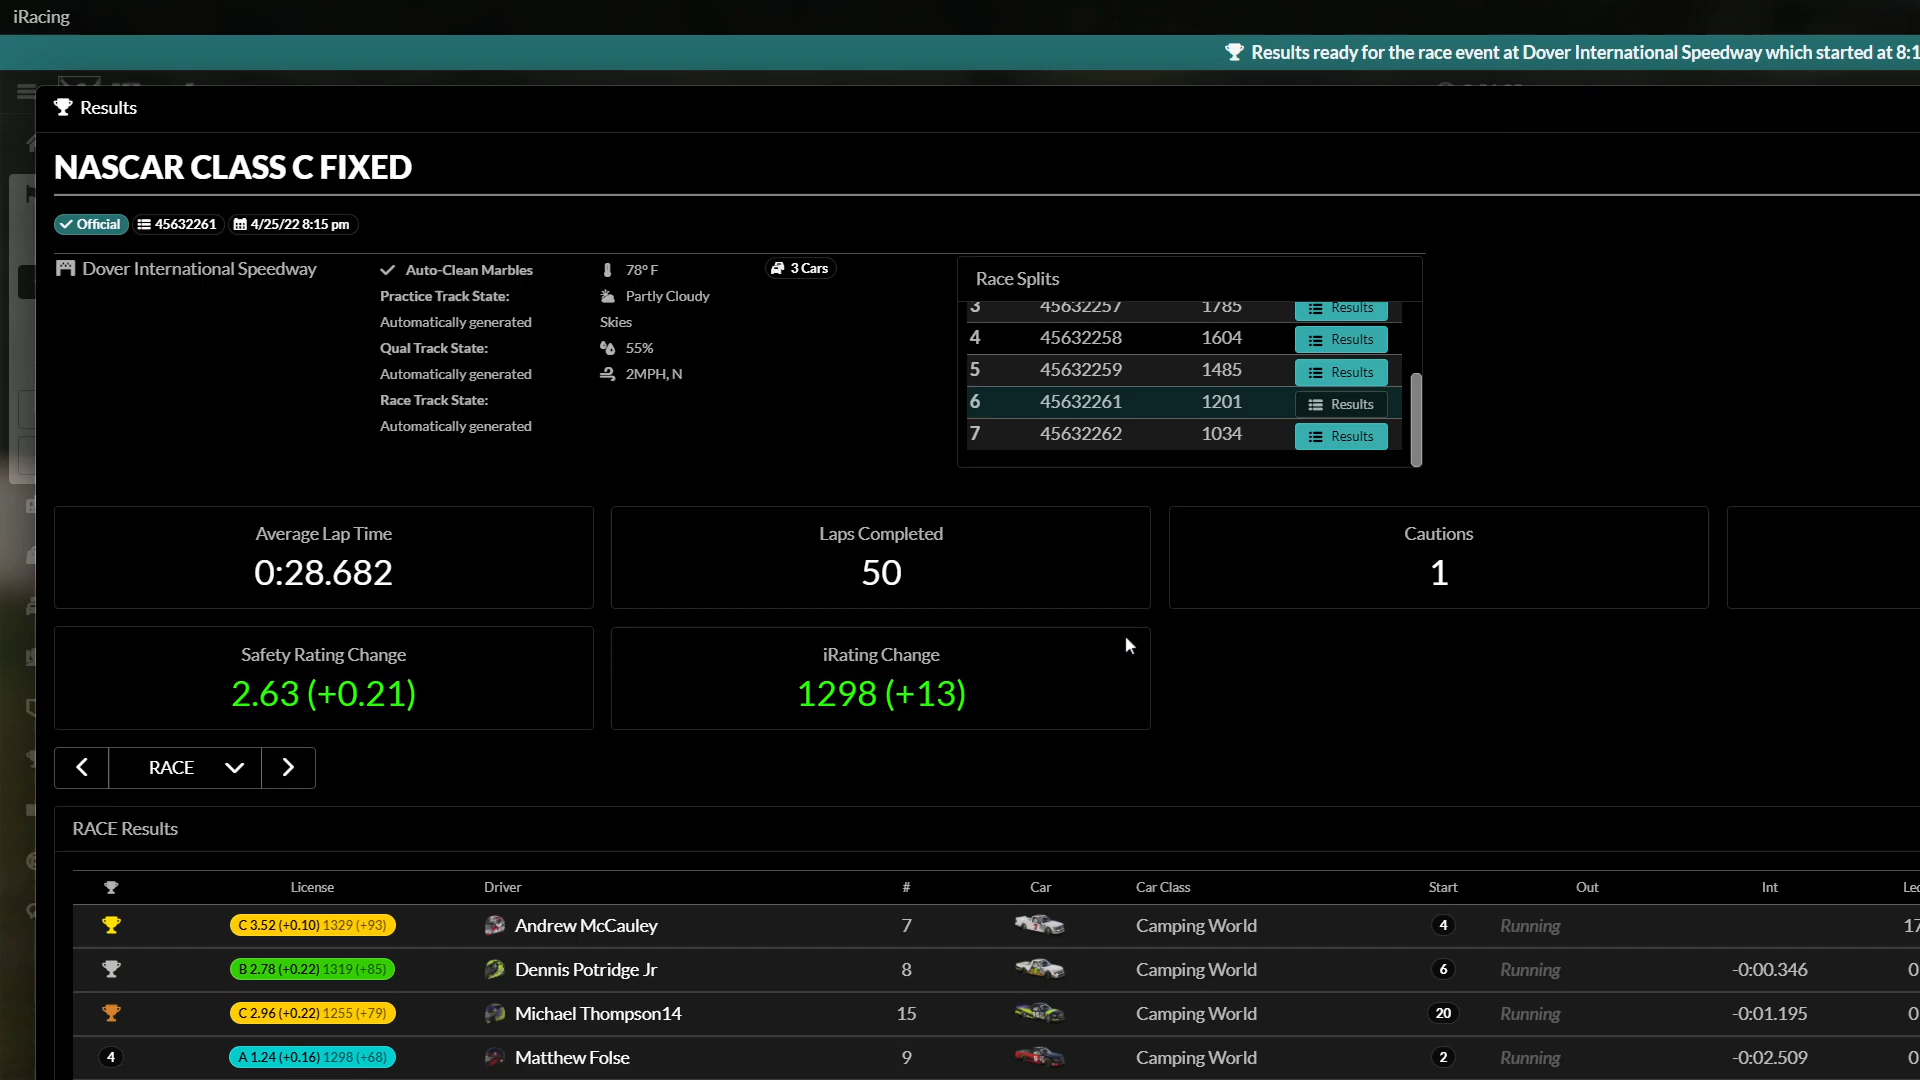 iRacing
Results ready for the race event at Dover International Speedway which started at 8:1
Results
NASCAR CLASS C FIXED
Official 45632261 4/25/22 8:15 pm
Dover International Speedway
Auto-Clean Marbles
Practice Track State:
Automatically generated
Qual Track State:
Automatically generated
Race Track State:
Automatically generated
78° F
Partly Cloudy
Skies
55%
2MPH, N
3 Cars
Race Splits
3 45632257 1785 Results
4 45632258 1604 Results
5 45632259 1485 Results
6 45632261 1201 Results
7 45632262 1034 Results
Average Lap Time
0:28.682
Laps Completed
50
Cautions
1
Safety Rating Change
2.63 (+0.21)
iRating Change
1298 (+13)
RACE
RACE Results
License Driver # Car Car Class Start Out Int Led
C 3.52 (+0.10) 1329 (+93) Andrew McCauley 7 Camping World 4 Running 17
B 2.78 (+0.22) 1319 (+85) Dennis Potridge Jr 8 Camping World 6 Running -0:00.346 0
C 2.96 (+0.22) 1255 (+79) Michael Thompson14 15 Camping World 20 Running -0:01.195 0
4 A 1.24 (+0.16) 1298 (+68) Matthew Folse 9 Camping World 2 Running -0:02.509 0